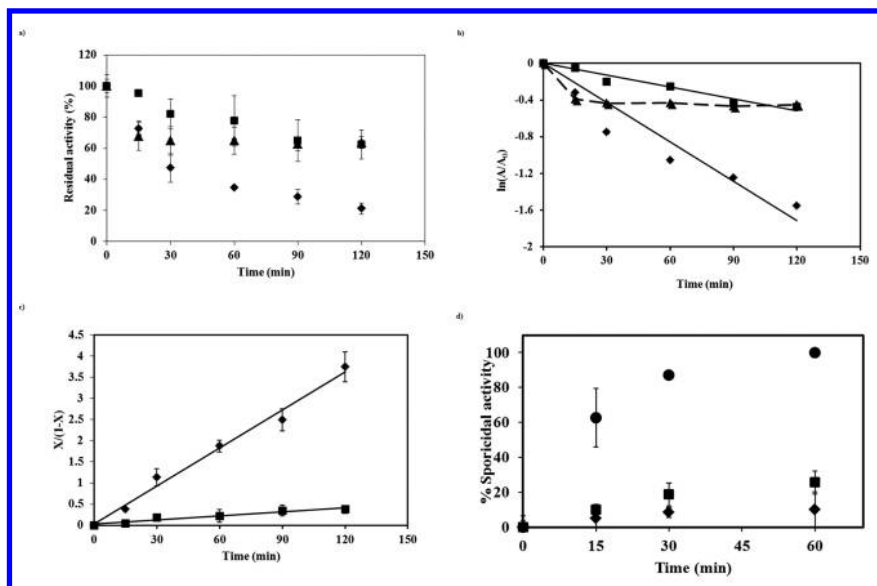 a)
Residual activity (%)
120
100
80
60
40
20
0
0 30 60 90 120 150
Time (min)
b)
ln(A/A0)
0
-0.4
-0.8
-1.2
-1.6
-2
0 30 60 90 120 150
Time (min)
c)
X/(I-X)
4.5
4
3.5
3
2.5
2
1.5
1
0.5
0
0 30 60 90 120 150
Time (min)
d)
% Sporicidal activity
100
80
60
40
20
0
0 15 30 45 60
Time (min)